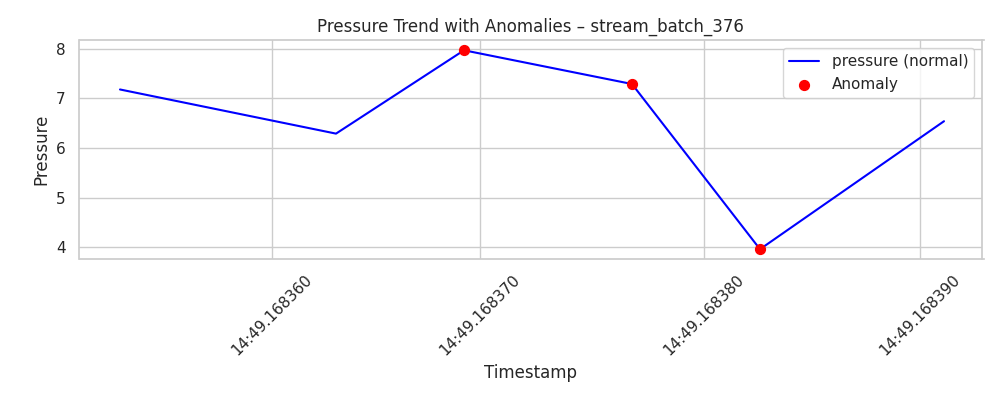 Pressure Trend with Anomalies – stream_batch_376
pressure (normal)
Anomaly
Pressure
8
7
6
5
4
14:49.168360
14:49.168370
14:49.168380
14:49.168390
Timestamp